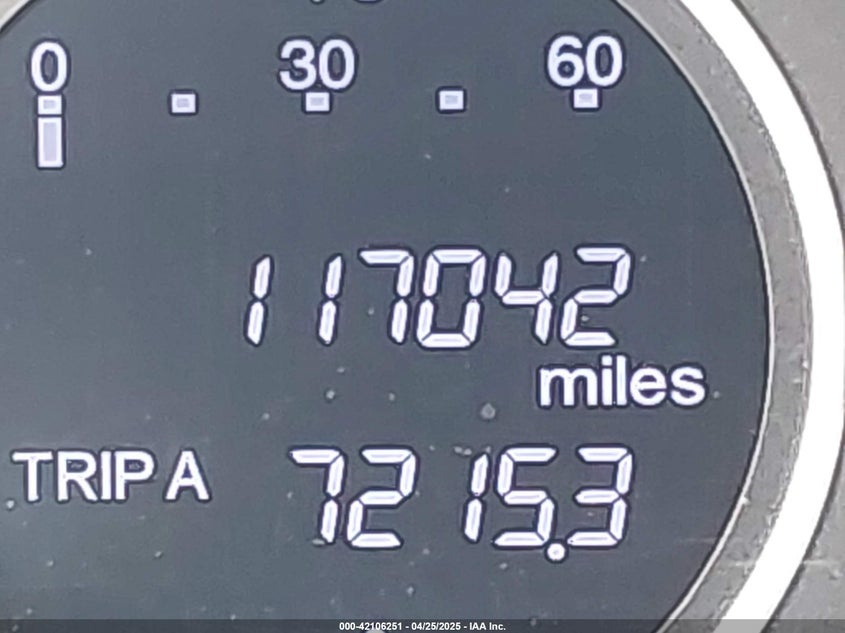 0 30 60
117042
miles
TRIP A 7215.3
000-42106251 - 04/25/2025 - IAA Inc.